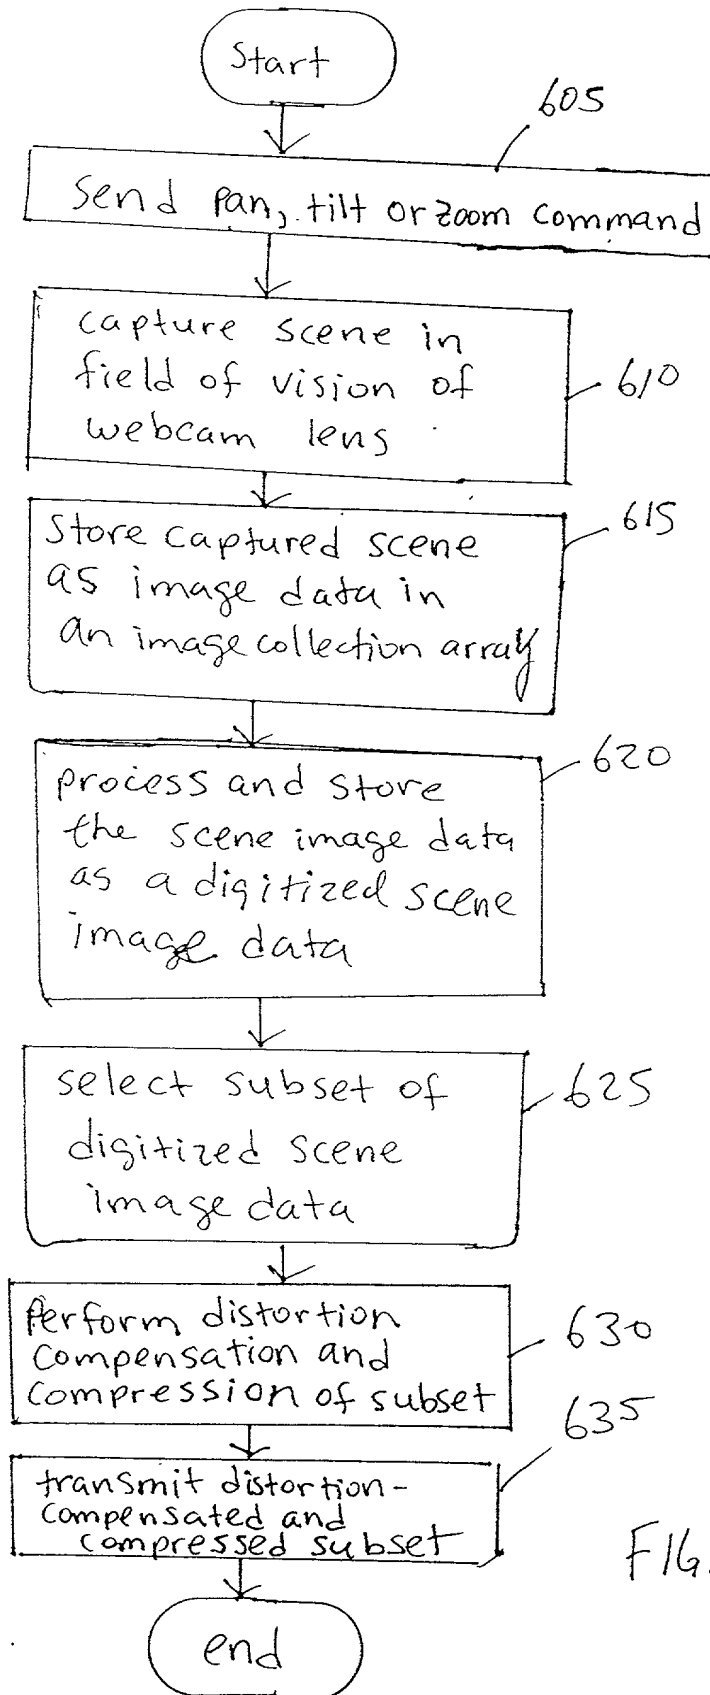 Start
605
Send pan, tilt or zoom command
capture scene in
field of vision of
webcam lens
610
Store captured scene
as image data in
an image collection array
615
process and store
the scene image data
as a digitized scene
image data
620
select subset of
digitized scene
image data
625
Perform distortion
compensation and
compression of subset
630
transmit distortion-
compensated and
compressed subset
635
FIG.
end